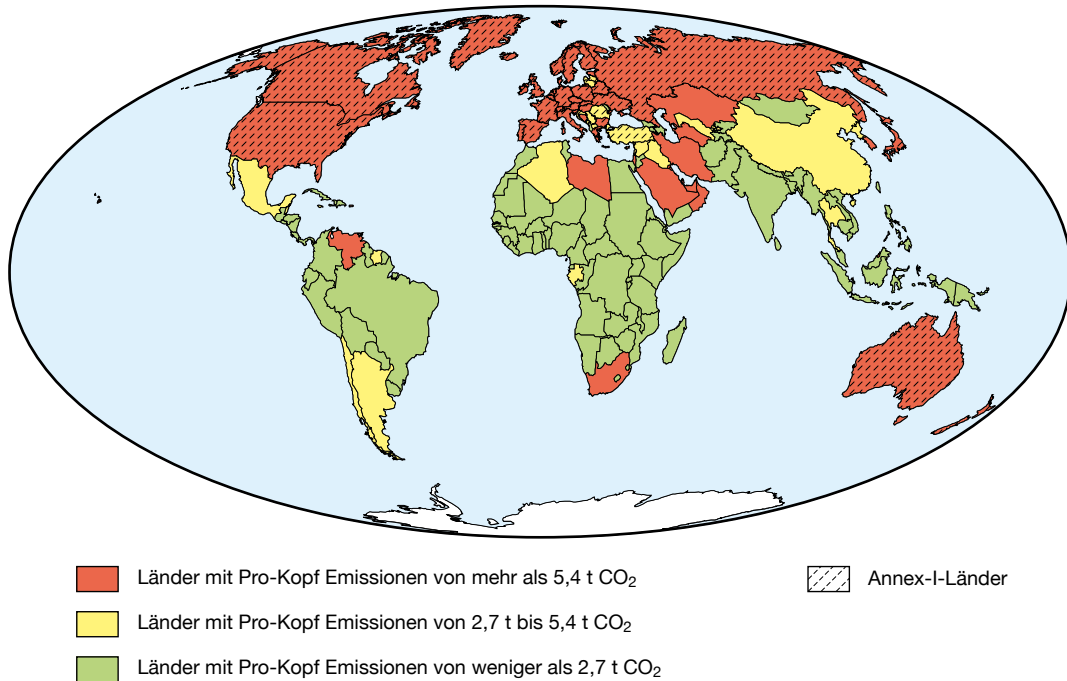 Länder mit Pro-Kopf Emissionen von mehr als 5,4 t CO₂
Annex-I-Länder
Länder mit Pro-Kopf Emissionen von 2,7 t bis 5,4 t CO₂
Länder mit Pro-Kopf Emissionen von weniger als 2,7 t CO₂